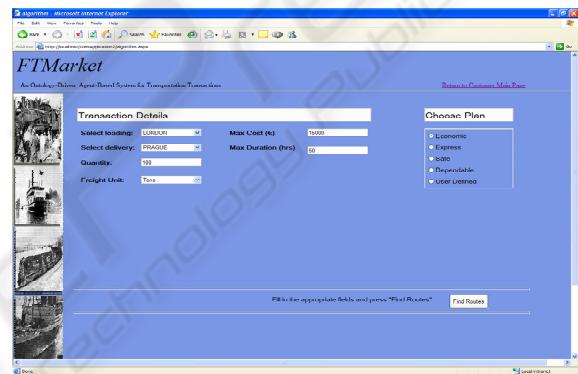 algorithm - Microsoft Internet Explorer
File Edit View Favorites Tools Help
Back Search Favorites
Address Go
FTMarket
An Ontology-Driven Agent-Based System for Transportation Transactions Return to Customer Main Page
Transaction Details Choose Plan
Select loading: LONDON Max Cost (€) 15000 Economic
Select delivery: PRAGUE Max Duration (hrs) 50 Express
Quantity: 100 Safe
Freight Unit: Tons Dependable
User Defined
Fill in the appropriate fields and press "Find Routes" Find Routes
Done Local intranet